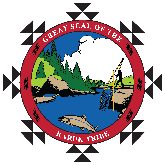 GREAT SEAL OF THE
KARUK TRIBE